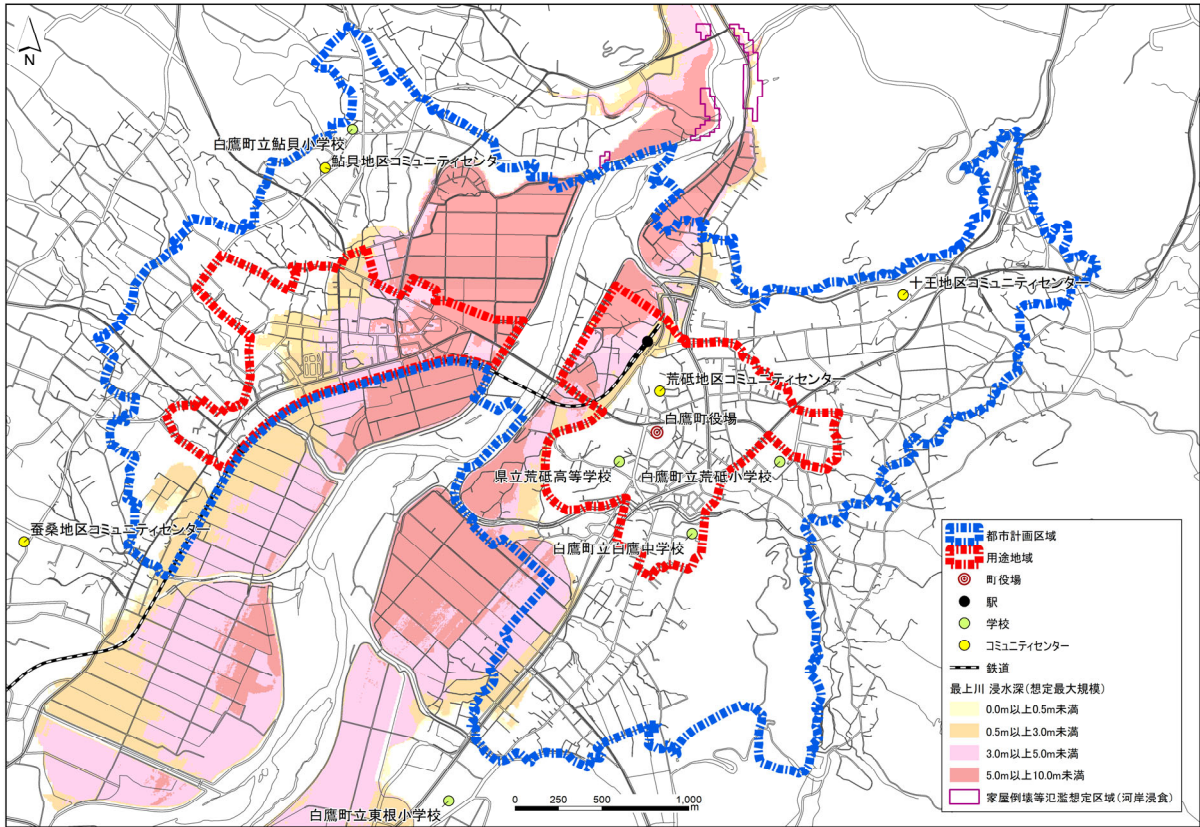 N
白鷹町立鮎貝小学校
鮎貝地区コミュニティセンター
十王地区コミュニティセンター
荒砥地区コミュニティセンター
白鷹町役場
県立荒砥高等学校
白鷹町立荒砥小学校
蚕桑地区コミュニティセンター
白鷹町立白鷹中学校
白鷹町立東根小学校
0 250 500 1,000
m
都市計画区域
用途地域
町役場
駅
学校
コミュニティセンター
鉄道
最上川 浸水深(想定最大規模)
0.0m以上0.5m未満
0.5m以上3.0m未満
3.0m以上5.0m未満
5.0m以上10.0m未満
家屋倒壊等氾濫想定区域(河岸浸食)